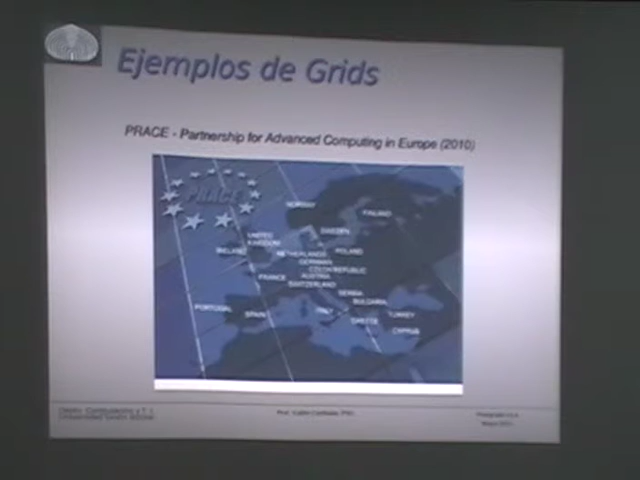 Ejemplos de Grids
PRACE - Partnership for Advanced Computing in Europe (2010)
PRACE
NORWAY
FINLAND
SWEDEN
UNITED
KINGDOM
IRELAND
NETHERLANDS
POLAND
GERMANY
CZECH REPUBLIC
FRANCE
AUSTRIA
SWITZERLAND
SERBIA
BULGARIA
PORTUGAL
SPAIN
ITALY
TURKEY
GREECE
CYPRUS